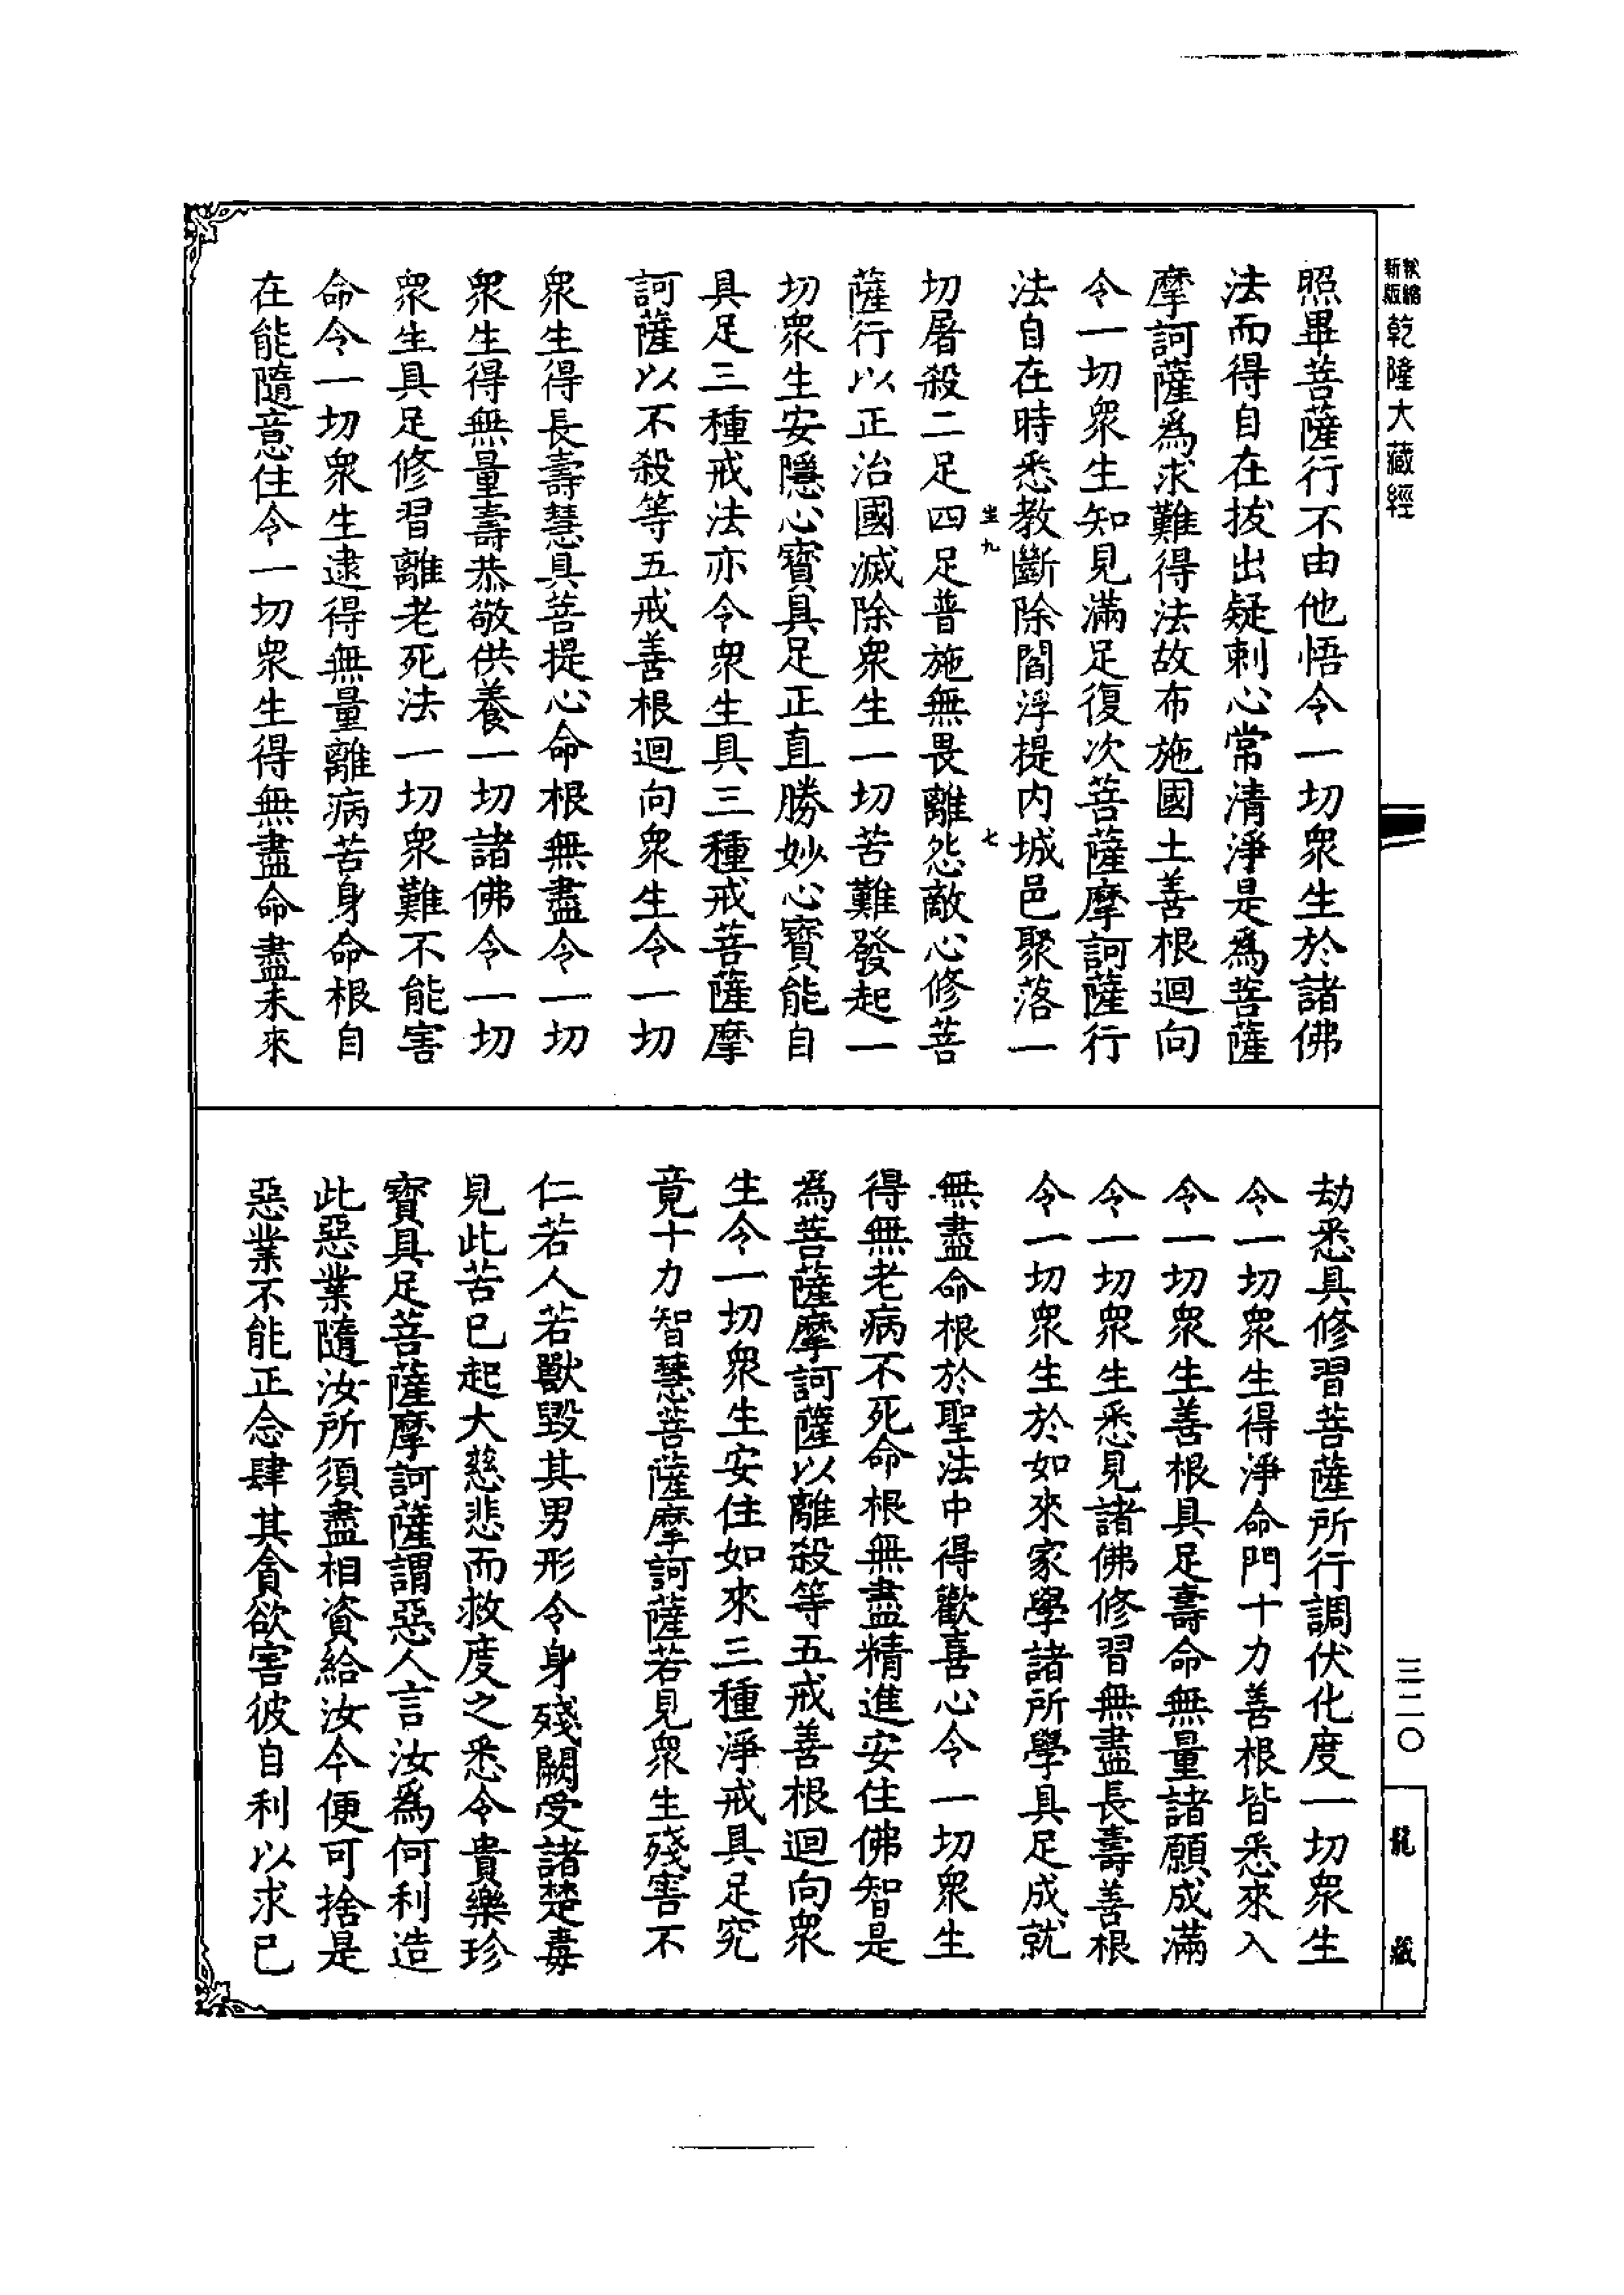 新版
乾隆大藏經
照畢菩薩行不由他悟令一切衆生於諸佛
法而得自在拔出疑刺心常清淨是爲菩薩
摩訶薩爲求難得法故布施國土善根迴向
令一切衆生知見滿足復次菩薩摩訶薩行
法自在時悉教斷除閻浮提内城邑聚落一
九 七
切屠殺二足四足普施無畏離怨敵心修菩
薩行以正治國滅除衆生一切苦難發起一
切衆生安隱心寳具足正直勝妙心寳能自
具足三種戒法亦令衆生具三種戒菩薩摩
訶薩以不殺等五戒善根迴向衆生令一切
衆生得長壽慧具菩提心命根無盡令一切
衆生得無量壽恭敬供養一切諸佛令一切
衆生具足修習離老死法一切衆難不能害
命令一切衆生逮得無量離病苦身命根自
在能隨意住令一切衆生得無盡命盡未來
劫悉具修習菩薩所行調伏化度一切衆生
令一切衆生得淨命門十力善根皆悉來入
令一切衆生善根具足壽命無量諸願成滿
令一切衆生悉見諸佛修習無盡長壽善根
令一切衆生於如來家學諸所學具足成就
無盡命根於聖法中得歡喜心令一切衆生
得無老病不死命根無盡精進安住佛智是
爲菩薩摩訶薩以離殺等五戒善根迴向衆
生令一切衆生安住如來三種淨戒具足究
竟十力智慧菩薩摩訶薩若見衆生殘害不
仁若人若獸毀其男形令身殘闕受諸楚毒
見此苦已起大慈悲而救度之悉令貴樂珍
寳具足菩薩摩訶薩謂惡人言汝爲何利造
此惡業隨汝所須盡相資給汝今便可捨是
惡業不能正念肆其貪欲害彼自利以求已
三二〇
龍藏